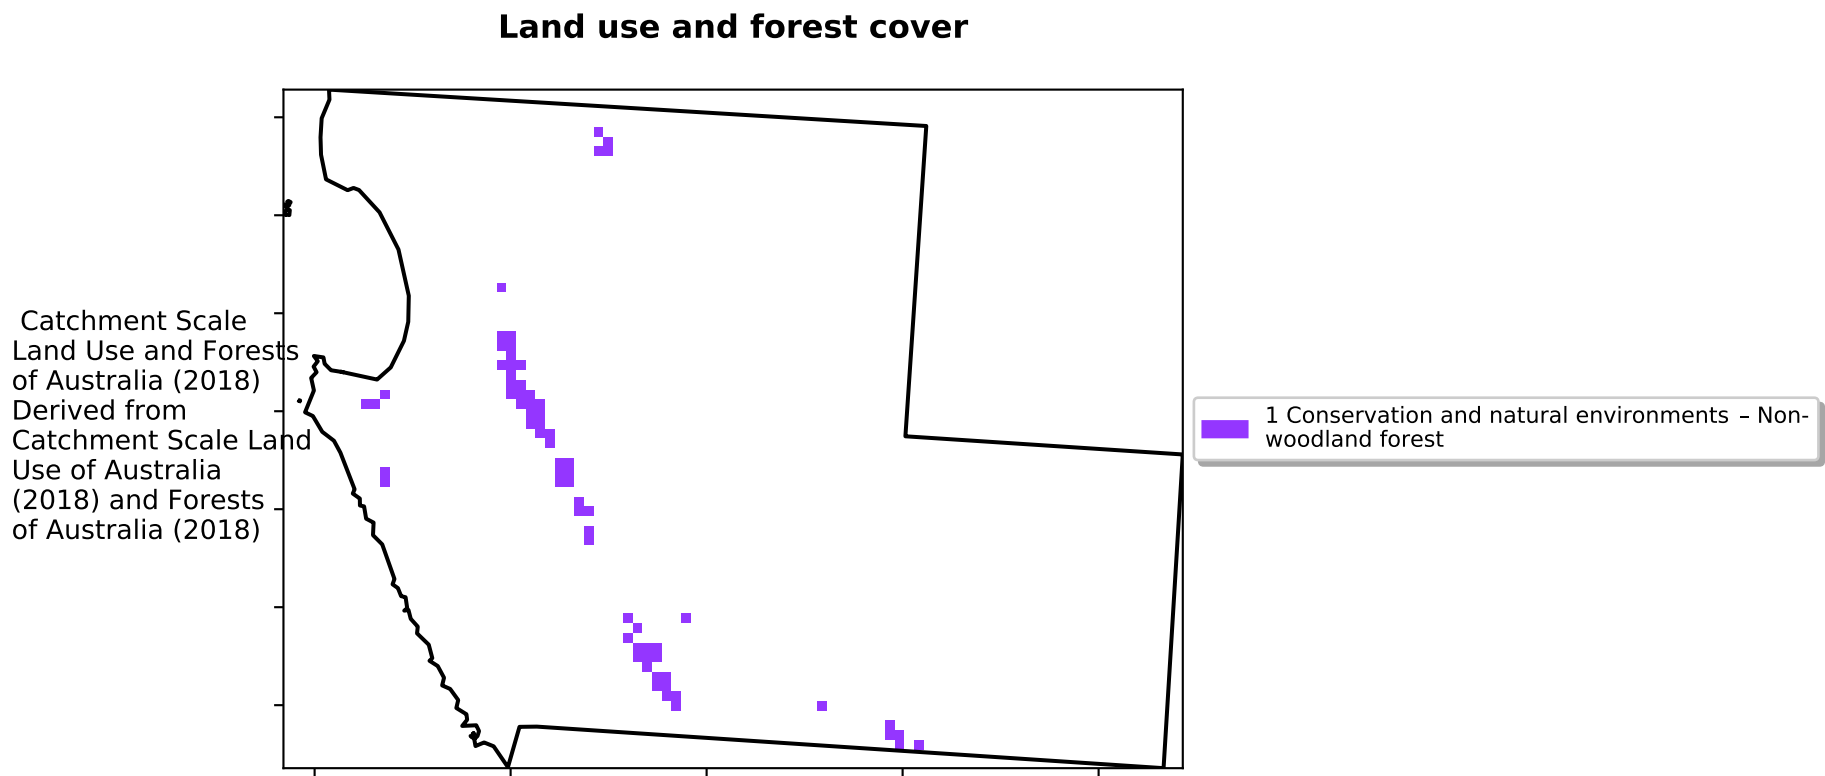 Land use and forest cover
Catchment Scale
Land Use and Forests
of Australia (2018)
Derived from
Catchment Scale Land
Use of Australia
(2018) and Forests
of Australia (2018)
1 Conservation and natural environments – Non-
woodland forest